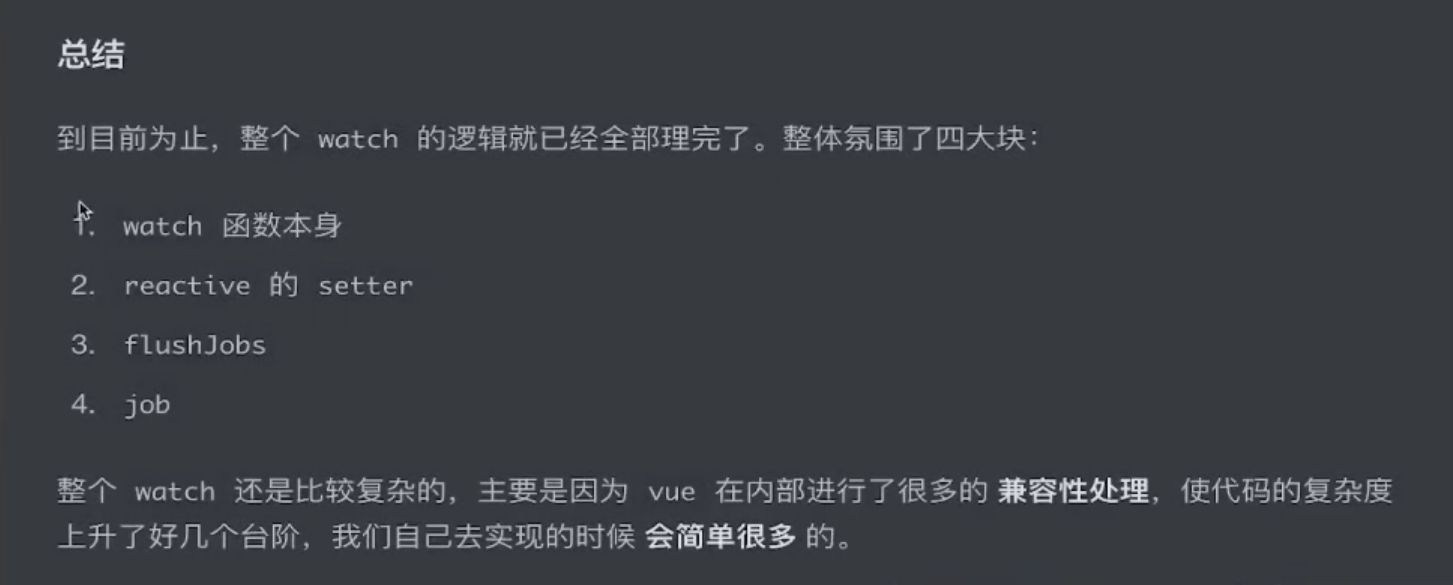 总结
到目前为止，整个 watch 的逻辑就已经全部理完了。整体氛围了四大块：
1. watch 函数本身
2. reactive 的 setter
3. flushJobs
4. job
整个 watch 还是比较复杂的，主要是因为 vue 在内部进行了很多的 兼容性处理，使代码的复杂度
上升了好几个台阶，我们自己去实现的时候 会简单很多 的。